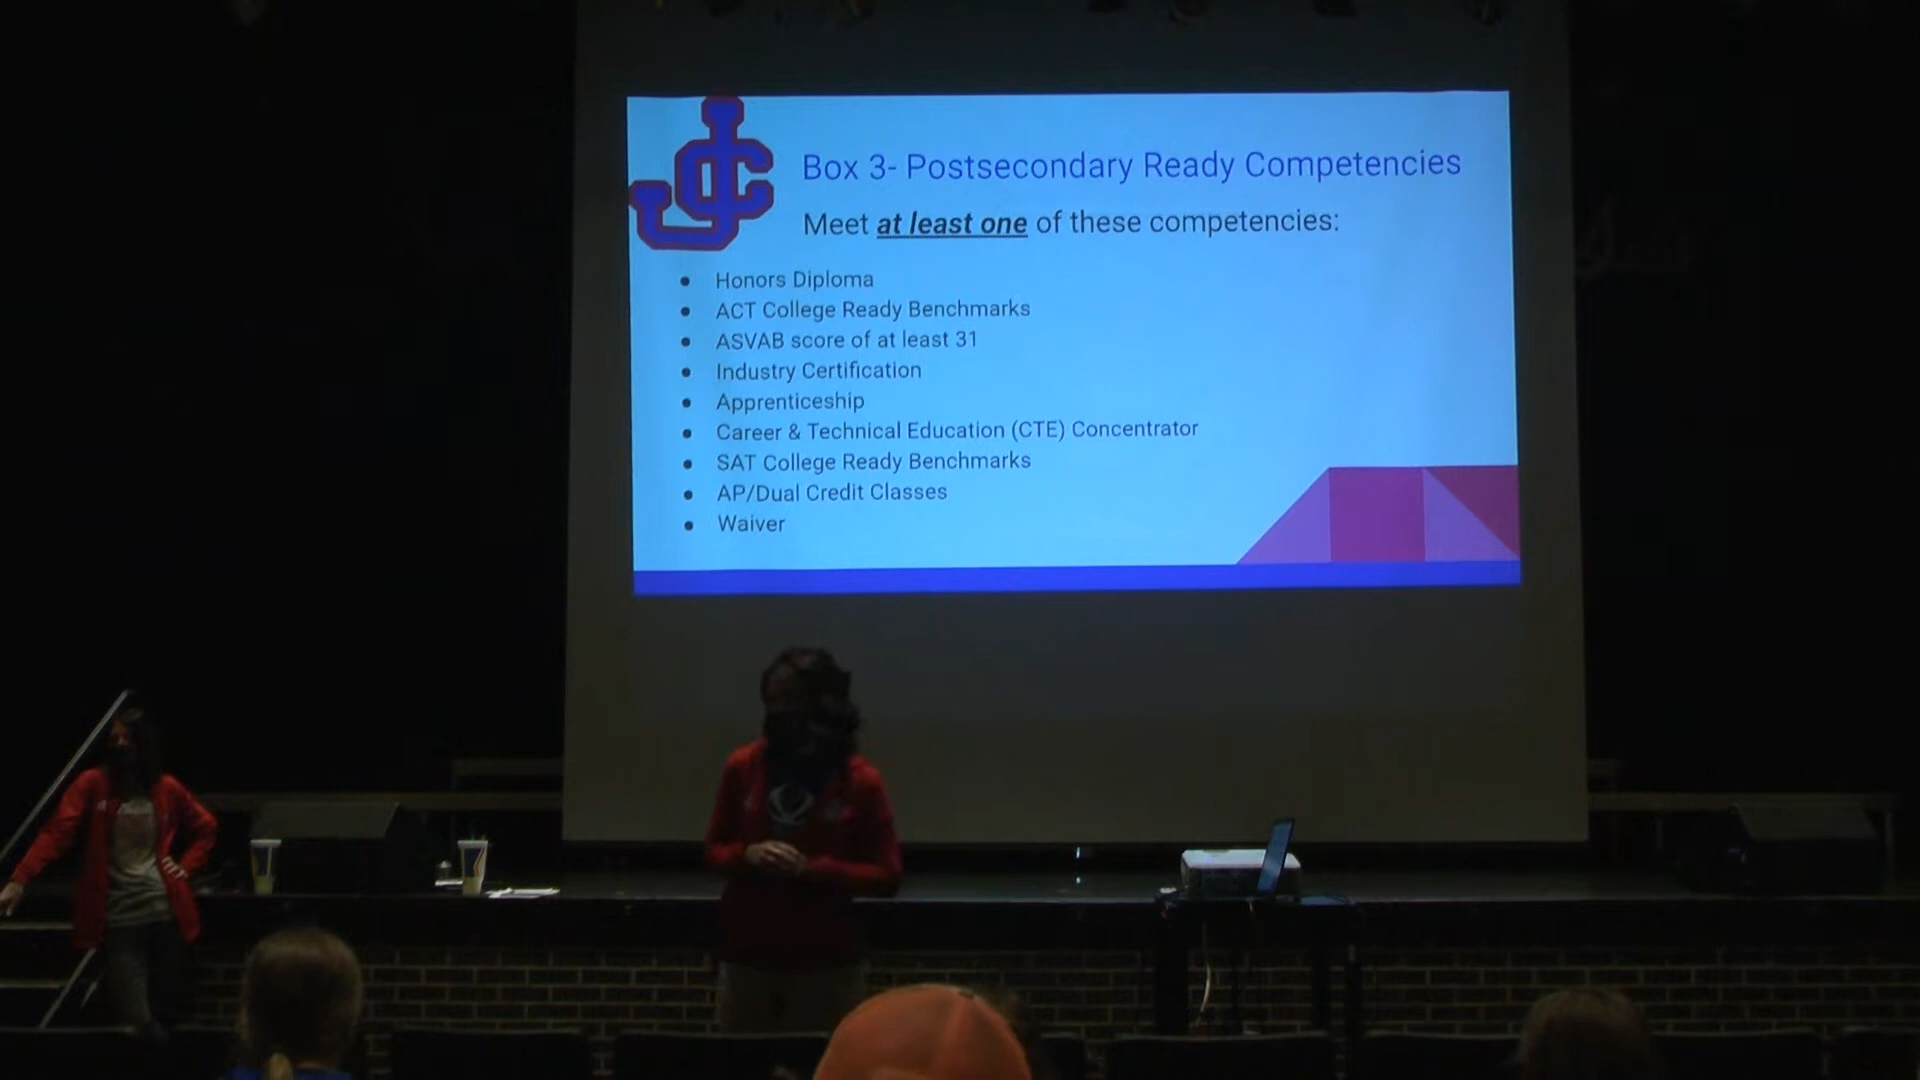 JC
Box 3- Postsecondary Ready Competencies
Meet at least one of these competencies:
Honors Diploma
ACT College Ready Benchmarks
ASVAB score of at least 31
Industry Certification
Apprenticeship
Career & Technical Education (CTE) Concentrator
SAT College Ready Benchmarks
AP/Dual Credit Classes
Waiver